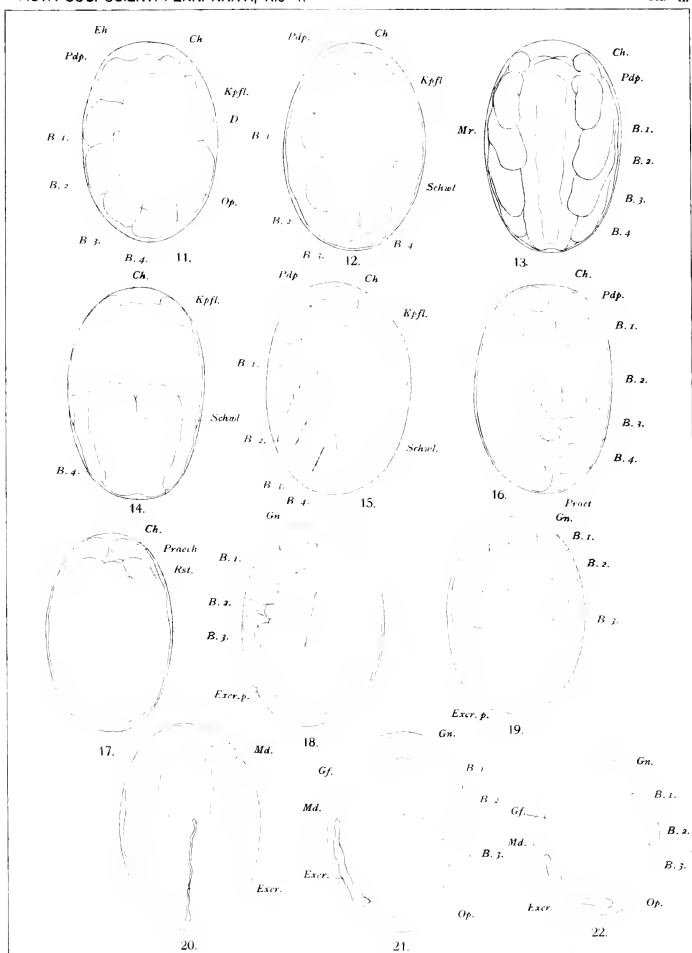 Eh Ch Pdp. Ch
Pdp. Kpfl. Kpfl Ch.
D Pdp.
B 1. B 1 Mr. B. 1.
B. 2 Schwl B. 2.
Op. B. 3.
B. 2 B. 4
B 3. B. 4. 11. B 3. 12. B 4 13.
Ch. Pdp Ch Ch.
Kpfl. Kpfl. Pdp.
B. 1. B. 1.
B. 2.
Schwl B. 3.
B. 4. B 2. Schwl. B. 4.
14. B 3 B 4. 15. 16. Proct
Ch. Gn Gn.
Praech B. 1. B. 1.
Rst. B. 2.
B. 2. B 3.
B. 3.
Excr. p. Excr. p.
17. 18. 19.
Md. Gn. Gn.
Gf. B 1 B. 1.
Md. B 2 Gf. B. 2.
B. 3. Md. B. 3.
Excr. Excr. Op. Excr Op.
20. 21. 22.